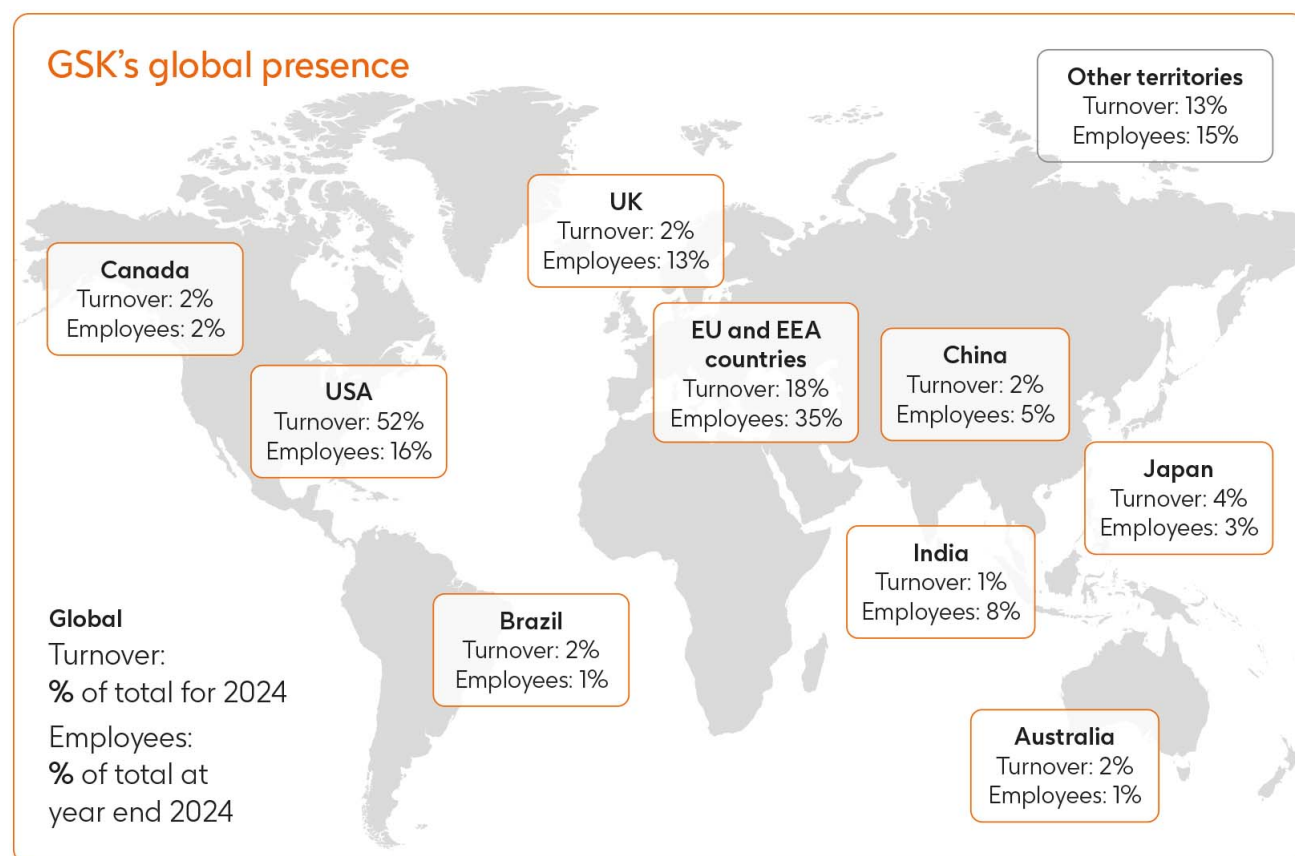 GSK’s global presence
Other territories
Turnover: 13%
Employees: 15%
UK
Turnover: 2%
Employees: 13%
Canada
Turnover: 2%
Employees: 2%
EU and EEA
countries
Turnover: 18%
Employees: 35%
China
Turnover: 2%
Employees: 5%
USA
Turnover: 52%
Employees: 16%
Japan
Turnover: 4%
Employees: 3%
India
Turnover: 1%
Employees: 8%
Brazil
Turnover: 2%
Employees: 1%
Global
Turnover:
% of total for 2024
Employees:
% of total at
year end 2024
Australia
Turnover: 2%
Employees: 1%